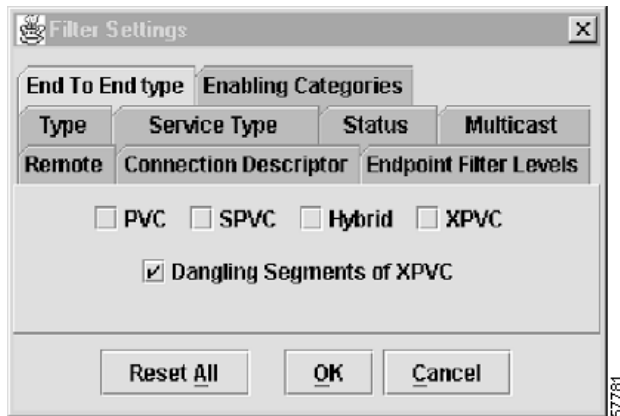 Filter Settings
End To End type Enabling Categories
Type Service Type Status Multicast
Remote Connection Descriptor Endpoint Filter Levels
PVC SPVC Hybrid XPVC
Dangling Segments of XPVC
Reset All OK Cancel
57781